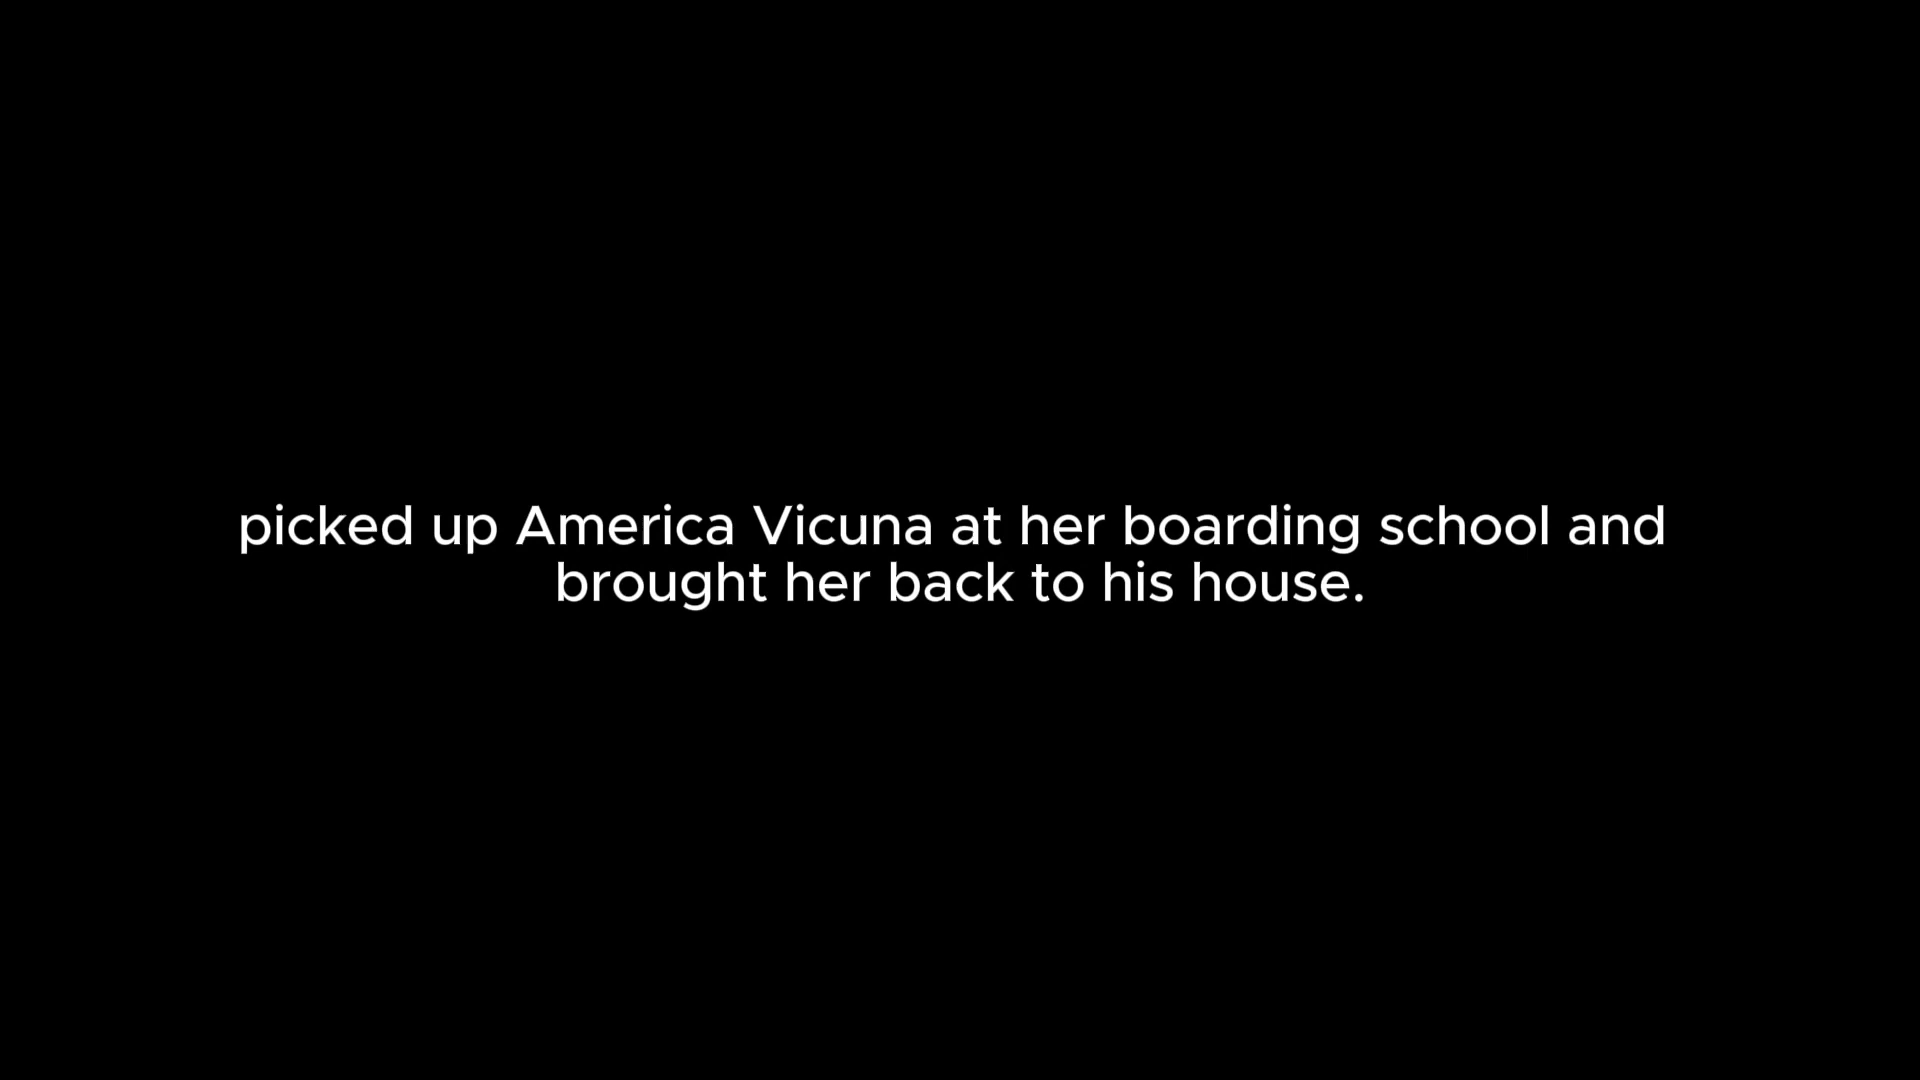 picked up America Vicuna at her boarding school and
brought her back to his house.